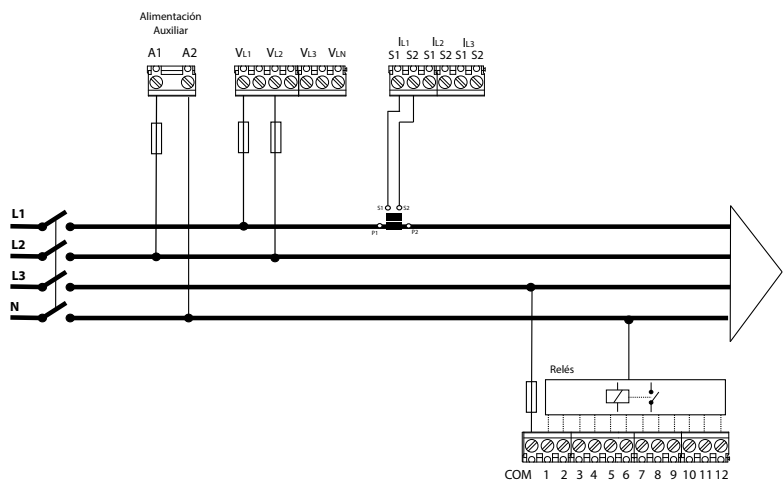 Alimentación
Auxiliar
A1 A2
VL1 VL2 VL3 VLN
IL1 IL2 IL3
S1 S2 S1 S2 S1 S2
S1 S2
P1 P2
L1
L2
L3
N
Relés
COM 1 2 3 4 5 6 7 8 9 10 11 12